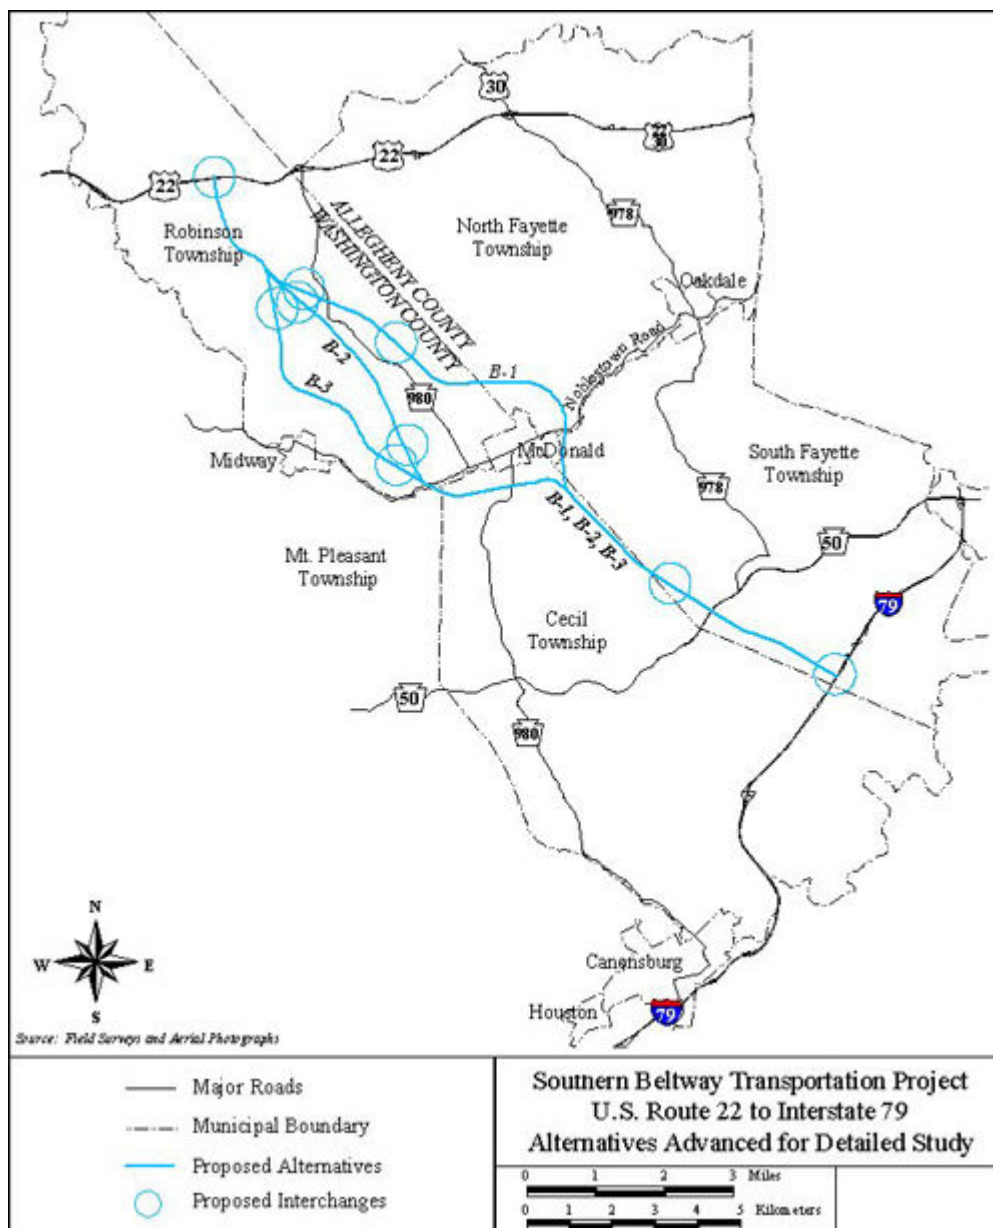 30
22
30
22
22
978
Robinson
Township
ALLEGHENY COUNTY
WASHINGTON COUNTY
North Fayette
Township
Oakdale
Noblestown Road
B-2
B-1
B-3
980
McDonald
Midway
South Fayette
Township
978
B-1, B-2, B-3
50
Mt. Pleasant
Township
79
Cecil
Township
50
980
N
W E
S
Canonsburg
Houston
79
Source: Field Surveys and Aerial Photographs
Major Roads
Municipal Boundary
Proposed Alternatives
Proposed Interchanges
Southern Beltway Transportation Project
U.S. Route 22 to Interstate 79
Alternatives Advanced for Detailed Study
0 1 2 3 Miles
0 1 2 3 4 5 Kilometers